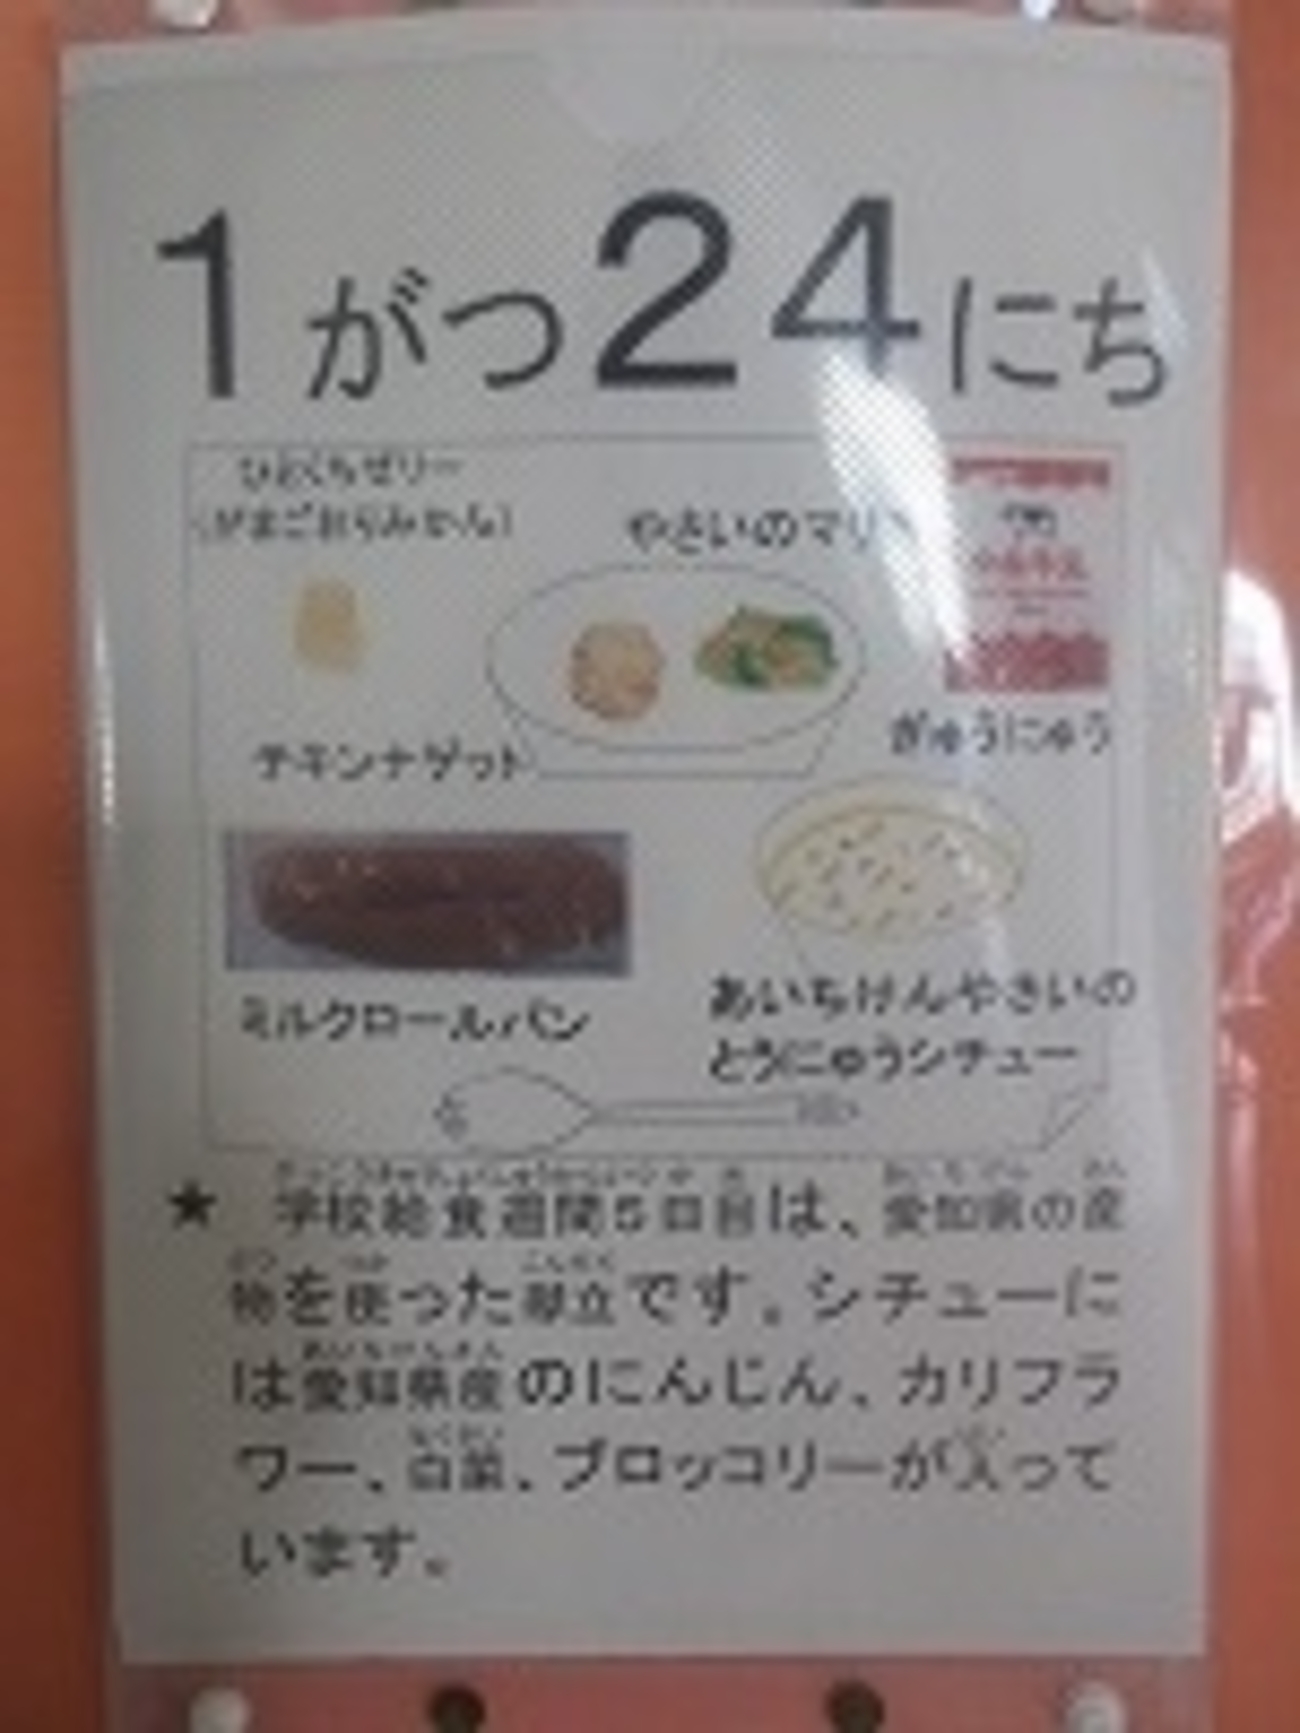 1がつ24にち
ひとくちゼリー
(がまごおりみかん)
やさいのマリ
ぎゅうにゅう
チキンナゲット
ミルクロールパン
あいちけんやさいの
とうにゅうシチュー
★ 学校給食週間5日目は、愛知県の産
物を使った献立です。シチューに
は愛知県産のにんじん、カリフラ
ワー、白菜、ブロッコリーが入って
います。